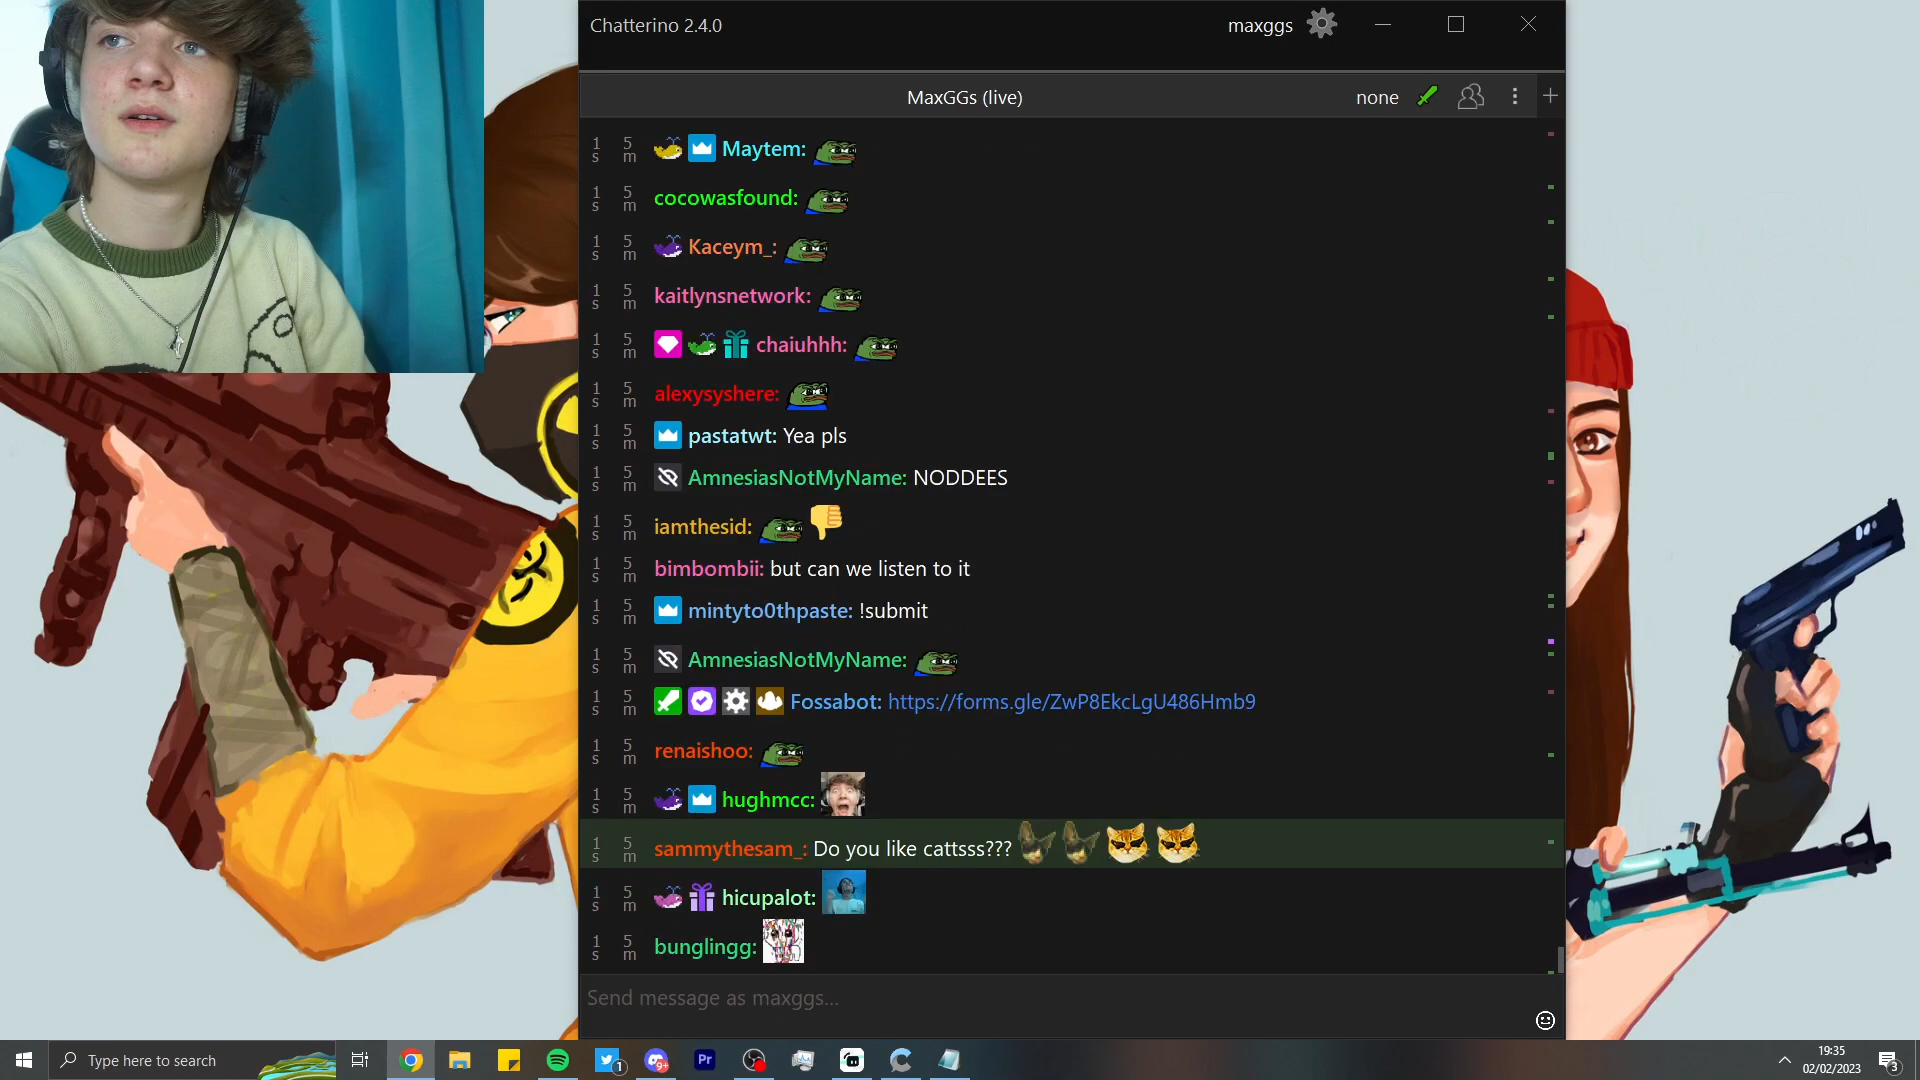 Chatterino 2.4.0
maxggs
MaxGGs (live)
none
1s 5m Maytem:
1s 5m cocowasfound:
1s 5m Kaceym_:
1s 5m kaitlynsnetwork:
1s 5m chaiuhhh:
1s 5m alexysyshere:
1s 5m pastatwt: Yea pls
1s 5m AmnesiasNotMyName: NODDEES
1s 5m iamthesid:
1s 5m bimbombii: but can we listen to it
1s 5m mintyto0thpaste: !submit
1s 5m AmnesiasNotMyName:
1s 5m Fossabot: https://forms.gle/ZwP8EkcLgU486Hmb9
1s 5m renaishoo:
1s 5m hughmcc:
1s 5m sammythesam_: Do you like cattsss???
1s 5m hicupalot:
1s 5m bunglingg:
Send message as maxggs...
Type here to search
1
9+
Pr
19:35
02/02/2023
3